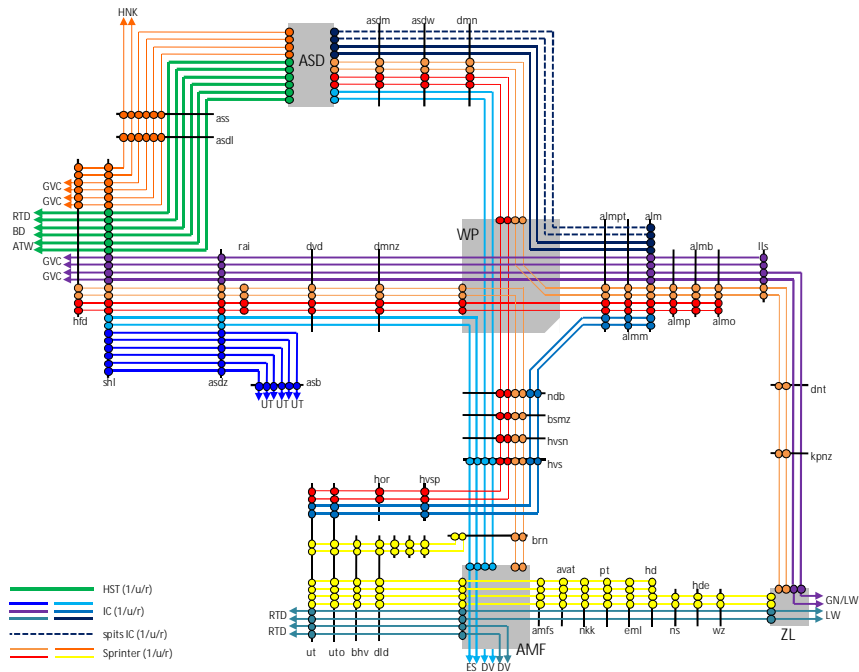 HNK
ASD
asdm
asdw
dmn
ass
asdl
GVC
GVC
RTD
BD
ATW
GVC
GVC
rai
dvd
dmnz
WP
almpt
alm
almb
lls
hfd
almp
almo
almm
shl
asdz
asb
UT
UT
UT
ndb
bsmz
hvsn
hvs
dnt
kpnz
hor
hvsp
brn
avat
pt
hd
hde
HST (1/u/r)
IC (1/u/r)
spits IC (1/u/r)
Sprinter (1/u/r)
RTD
RTD
ut
uto
bhv
dld
AMF
amfs
nkk
eml
ns
wz
ZL
GN/LW
LW
ES
DV
DV